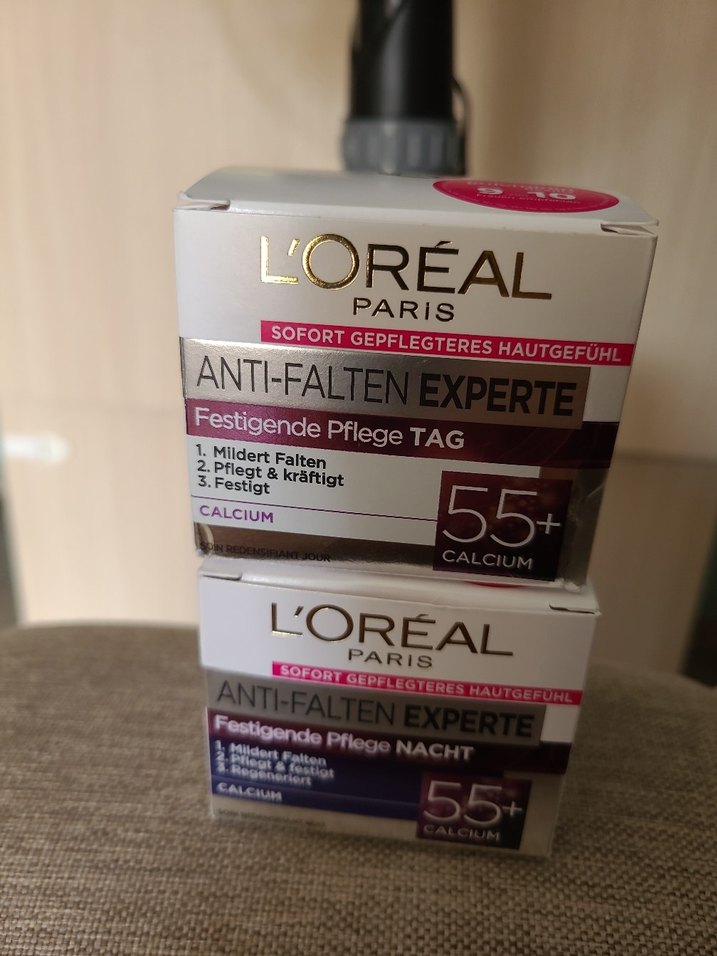 9 10
L'ORÉAL
PARIS
SOFORT GEPFLEGTERES HAUTGEFÜHL
ANTI-FALTEN EXPERTE
Festigende Pflege TAG
1. Mildert Falten
2. Pflegt & kräftigt
3. Festigt
CALCIUM
55+
CALCIUM
SOIN REDENSIFIANT JOUR
L'ORÉAL
PARIS
SOFORT GEPFLEGTERES HAUTGEFÜHL
ANTI-FALTEN EXPERTE
Festigende Pflege NACHT
1. Mildert Falten
2. Pflegt & festigt
3. Regeneriert
CALCIUM
55+
CALCIUM